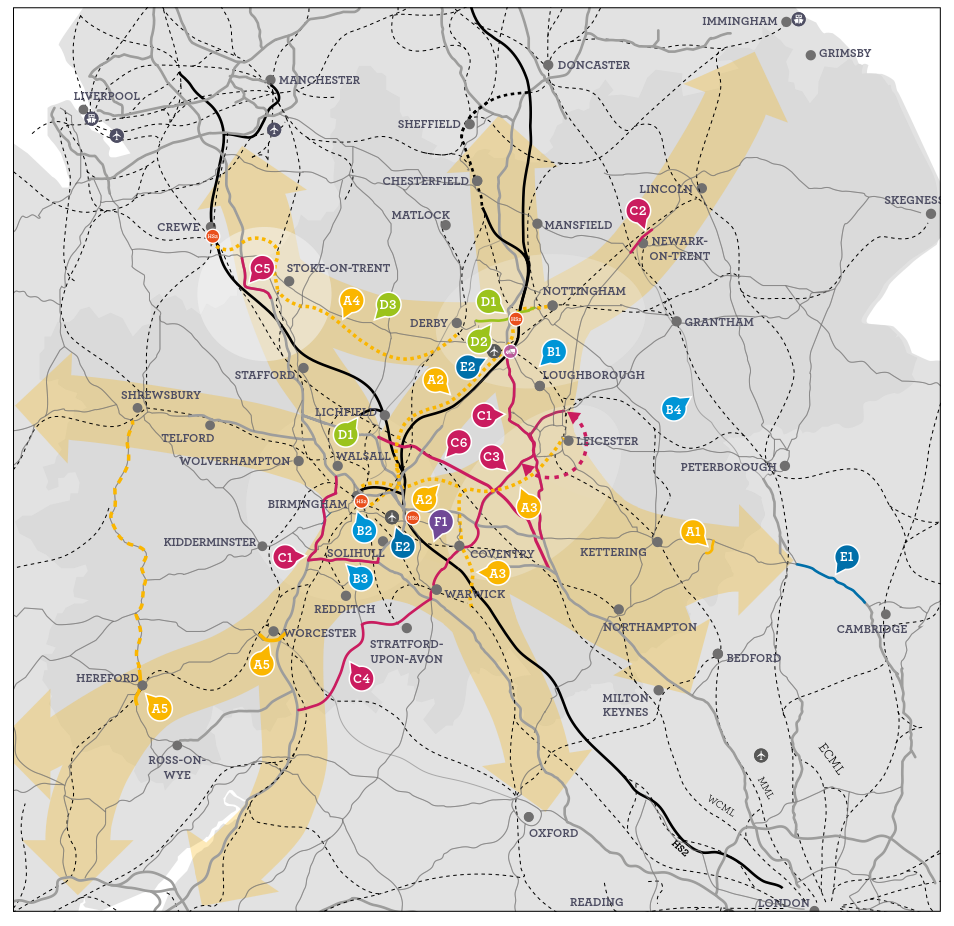 IMMINGHAM
GRIMSBY
DONCASTER
MANCHESTER
LIVERPOOL
SHEFFIELD
CHESTERFIELD
LINCOLN
SKEGNESS
C2
MATLOCK
MANSFIELD
CREWE
HS2
NEWARK-
ON-TRENT
C5
STOKE-ON-TRENT
NOTTINGHAM
A4
D3
D1
DERBY
HS2
GRANTHAM
D2
B1
E2
STAFFORD
A2
LOUGHBOROUGH
SHREWSBURY
B4
LICHFIELD
C1
TELFORD
D1
C6
LEICESTER
WALSALL
C3
WOLVERHAMPTON
PETERBOROUGH
BIRMINGHAM
HS2
A2
A3
HS2
F1
B2
A1
KIDDERMINSTER
E2
SOLIHULL
COVENTRY
KETTERING
C1
E1
B3
A3
REDDITCH
WARWICK
WORCESTER
STRATFORD-
UPON-AVON
NORTHAMPTON
CAMBRIDGE
A5
BEDFORD
HEREFORD
C4
A5
MILTON
KEYNES
ROSS-ON-
WYE
ECML
MML
WCML
OXFORD
HS2
READING
LONDON